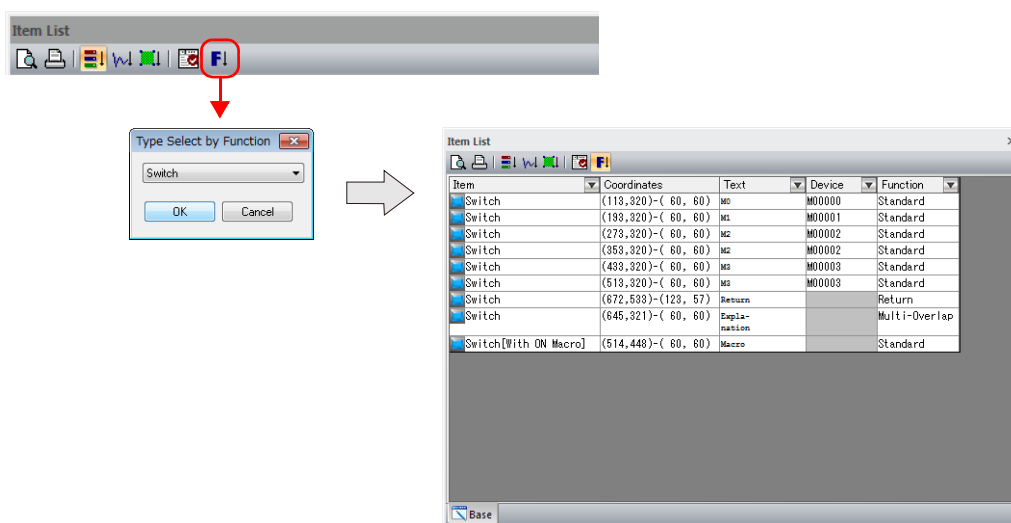 Item List
F
Type Select by Function
Switch
OK Cancel
Item List
F
Item Coordinates Text Device Function
Switch (113,320)-( 60, 60) M0 M00000 Standard
Switch (193,320)-( 60, 60) M1 M00001 Standard
Switch (273,320)-( 60, 60) M2 M00002 Standard
Switch (353,320)-( 60, 60) M2 M00002 Standard
Switch (433,320)-( 60, 60) M3 M00003 Standard
Switch (513,320)-( 60, 60) M3 M00003 Standard
Switch (672,533)-(123, 57) Return Return
Switch (645,321)-( 60, 60) Expla- Multi-Overlap
nation
Switch[With ON Macro] (514,448)-( 60, 60) Macro Standard
Base